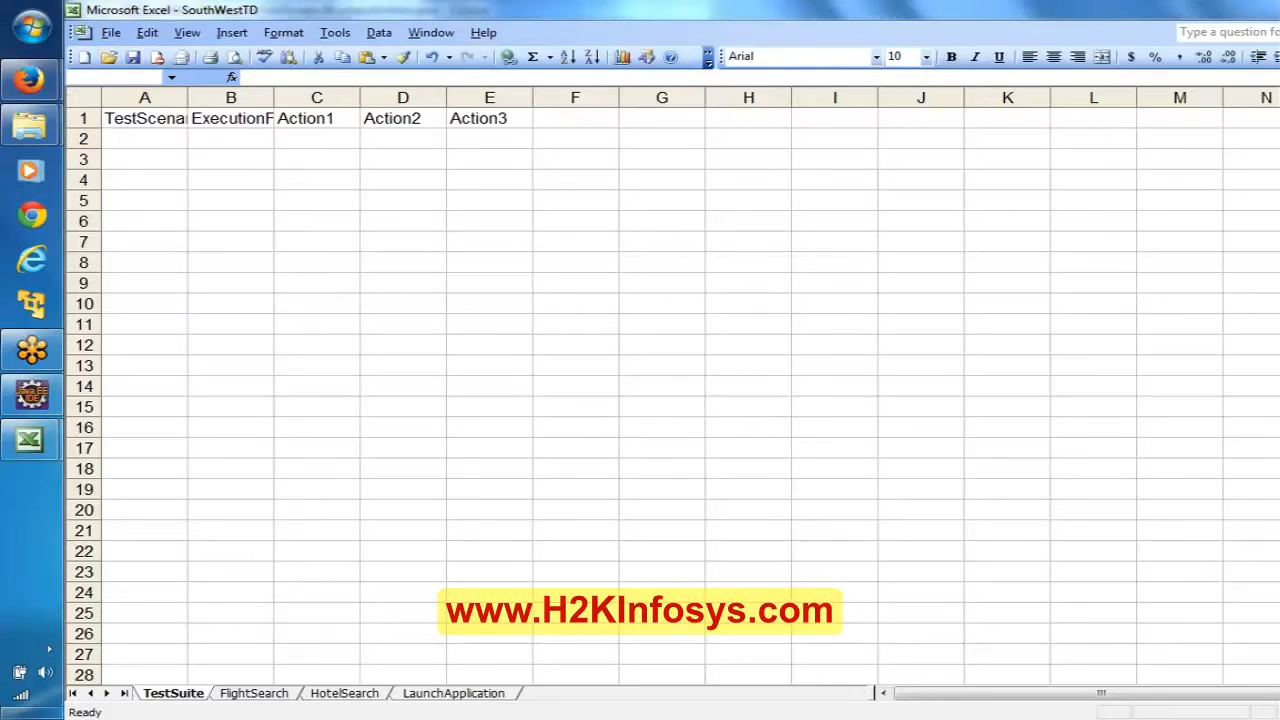 Microsoft Excel - SouthWestTD
File Edit View Insert Format Tools Data Window Help
Type a question fo
Arial 10 B I U $ % ,
fx
A B C D E F G H I J K L M N
1 TestScenar ExecutionF Action1 Action2 Action3
2
3
4
5
6
7
8
9
10
11
12
13
14
15
16
17
18
19
20
21
22
23
24
www.H2KInfosys.com
25
26
27
28
TestSuite FlightSearch HotelSearch LaunchApplication
Ready